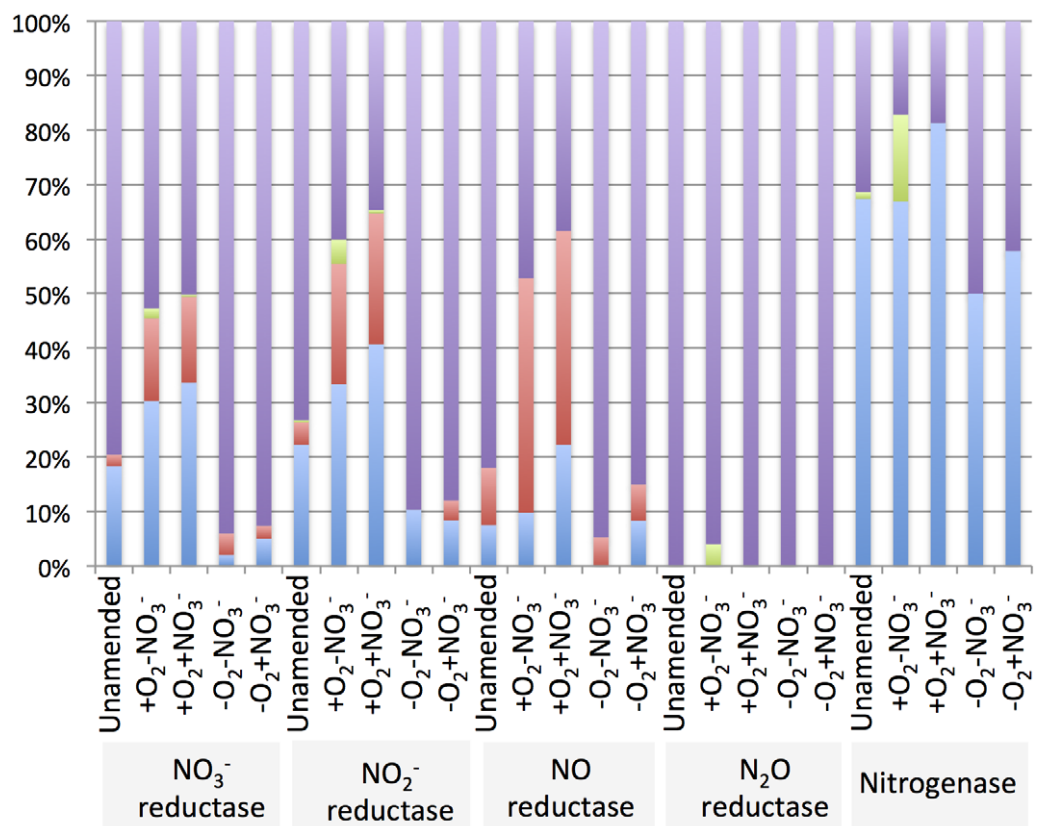 100%
90%
80%
70%
60%
50%
40%
30%
20%
10%
0%
Unamended
+O₂-NO₃⁻
+O₂+NO₃⁻
-O₂-NO₃⁻
-O₂+NO₃⁻
Unamended
+O₂-NO₃⁻
+O₂+NO₃⁻
-O₂-NO₃⁻
-O₂+NO₃⁻
Unamended
+O₂-NO₃⁻
+O₂+NO₃⁻
-O₂-NO₃⁻
-O₂+NO₃⁻
Unamended
+O₂-NO₃⁻
+O₂+NO₃⁻
-O₂-NO₃⁻
-O₂+NO₃⁻
Unamended
+O₂-NO₃⁻
+O₂+NO₃⁻
-O₂-NO₃⁻
-O₂+NO₃⁻
NO₃⁻
reductase
NO₂⁻
reductase
NO
reductase
N₂O
reductase
Nitrogenase